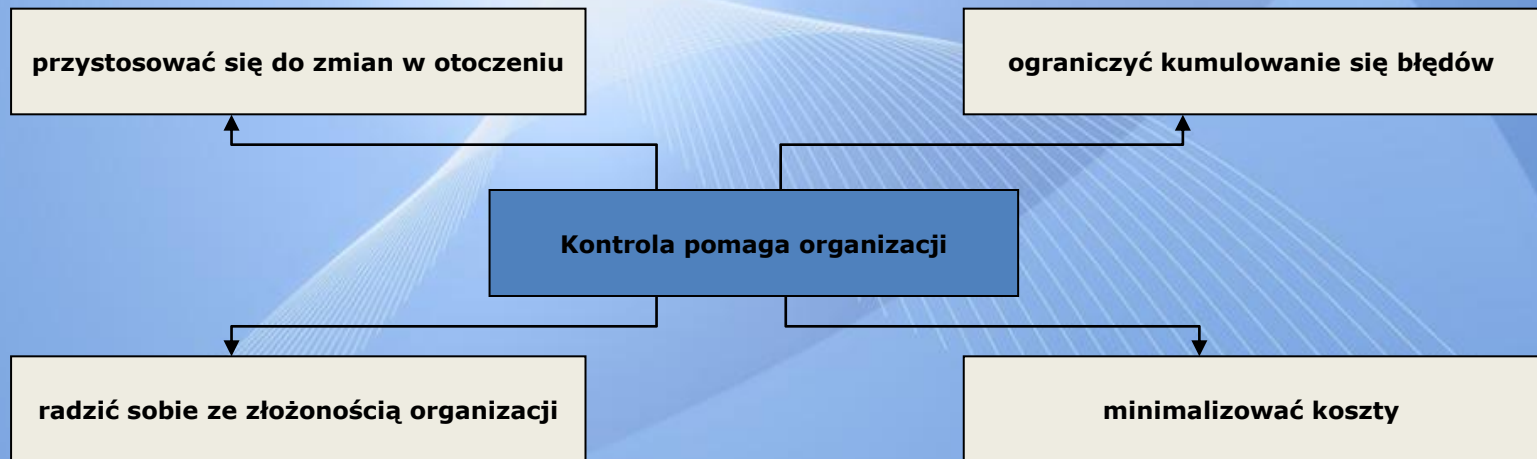 przystosować się do zmian w otoczeniu
ograniczyć kumulowanie się błędów
Kontrola pomaga organizacji
radzić sobie ze złożonością organizacji
minimalizować koszty